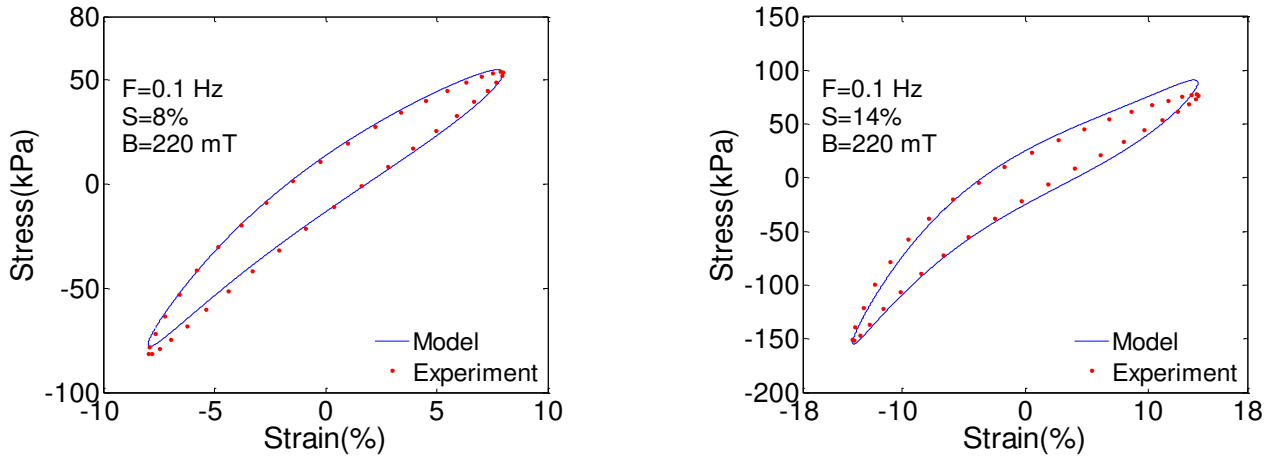 80
50
0
-50
-100
Stress(kPa)
F=0.1 Hz
S=8%
B=220 mT
Model
Experiment
-10
-5
0
5
10
Strain(%)
150
100
50
0
-50
-100
-150
-200
Stress(kPa)
F=0.1 Hz
S=14%
B=220 mT
Model
Experiment
-18
-10
0
10
18
Strain(%)